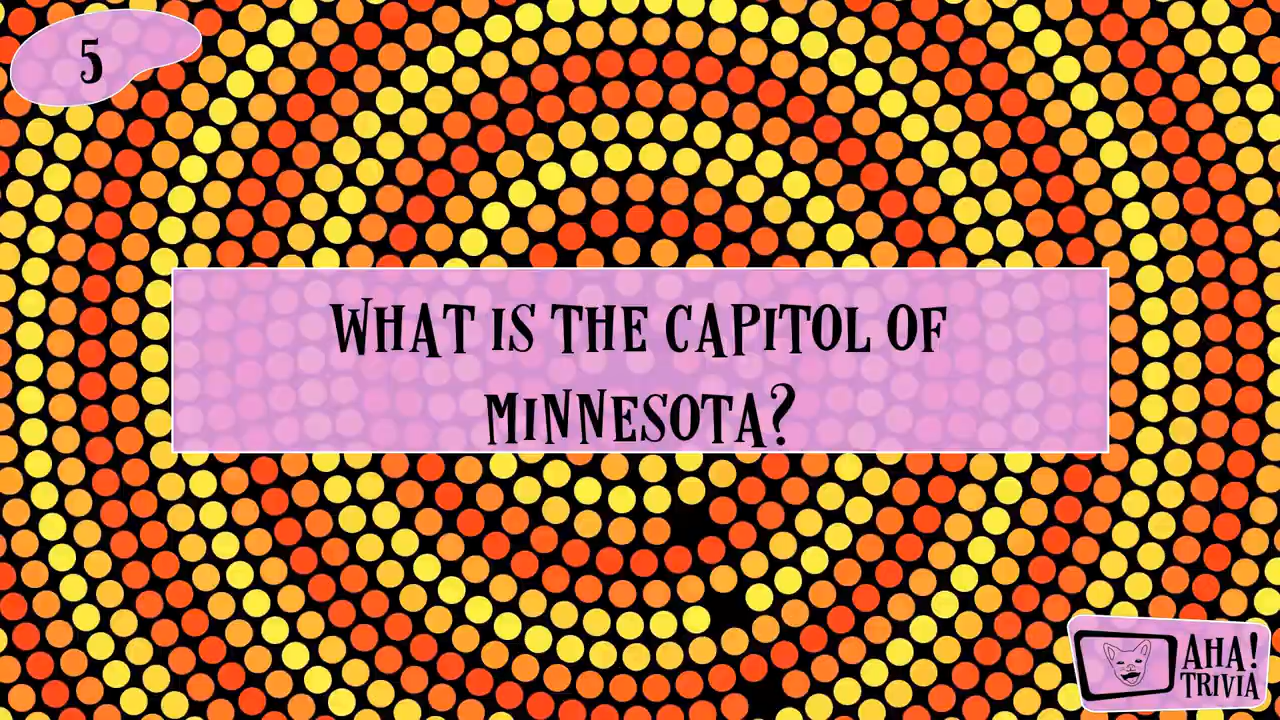 5
WHAT IS THE CAPITOL OF
MINNESOTA?
AHA!
TRIVIA